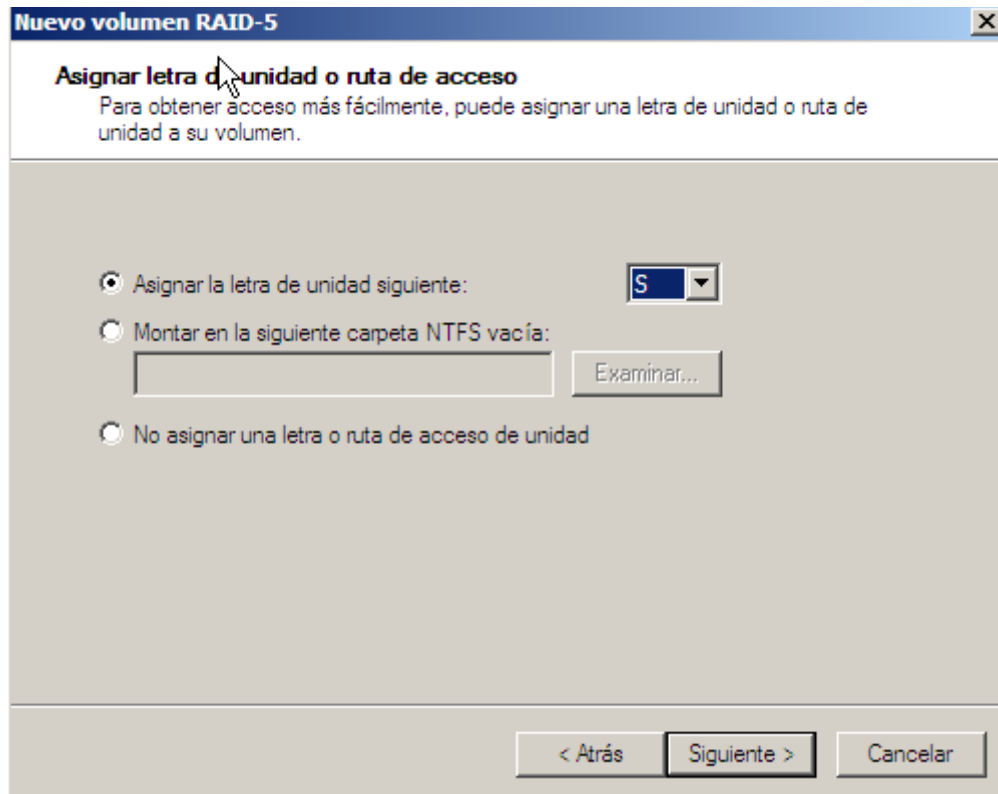 Nuevo volumen RAID-5
Asignar letra de unidad o ruta de acceso
Para obtener acceso más fácilmente, puede asignar una letra de unidad o ruta de
unidad a su volumen.
Asignar la letra de unidad siguiente: S
Montar en la siguiente carpeta NTFS vacía:
Examinar...
No asignar una letra o ruta de acceso de unidad
< Atrás Siguiente > Cancelar